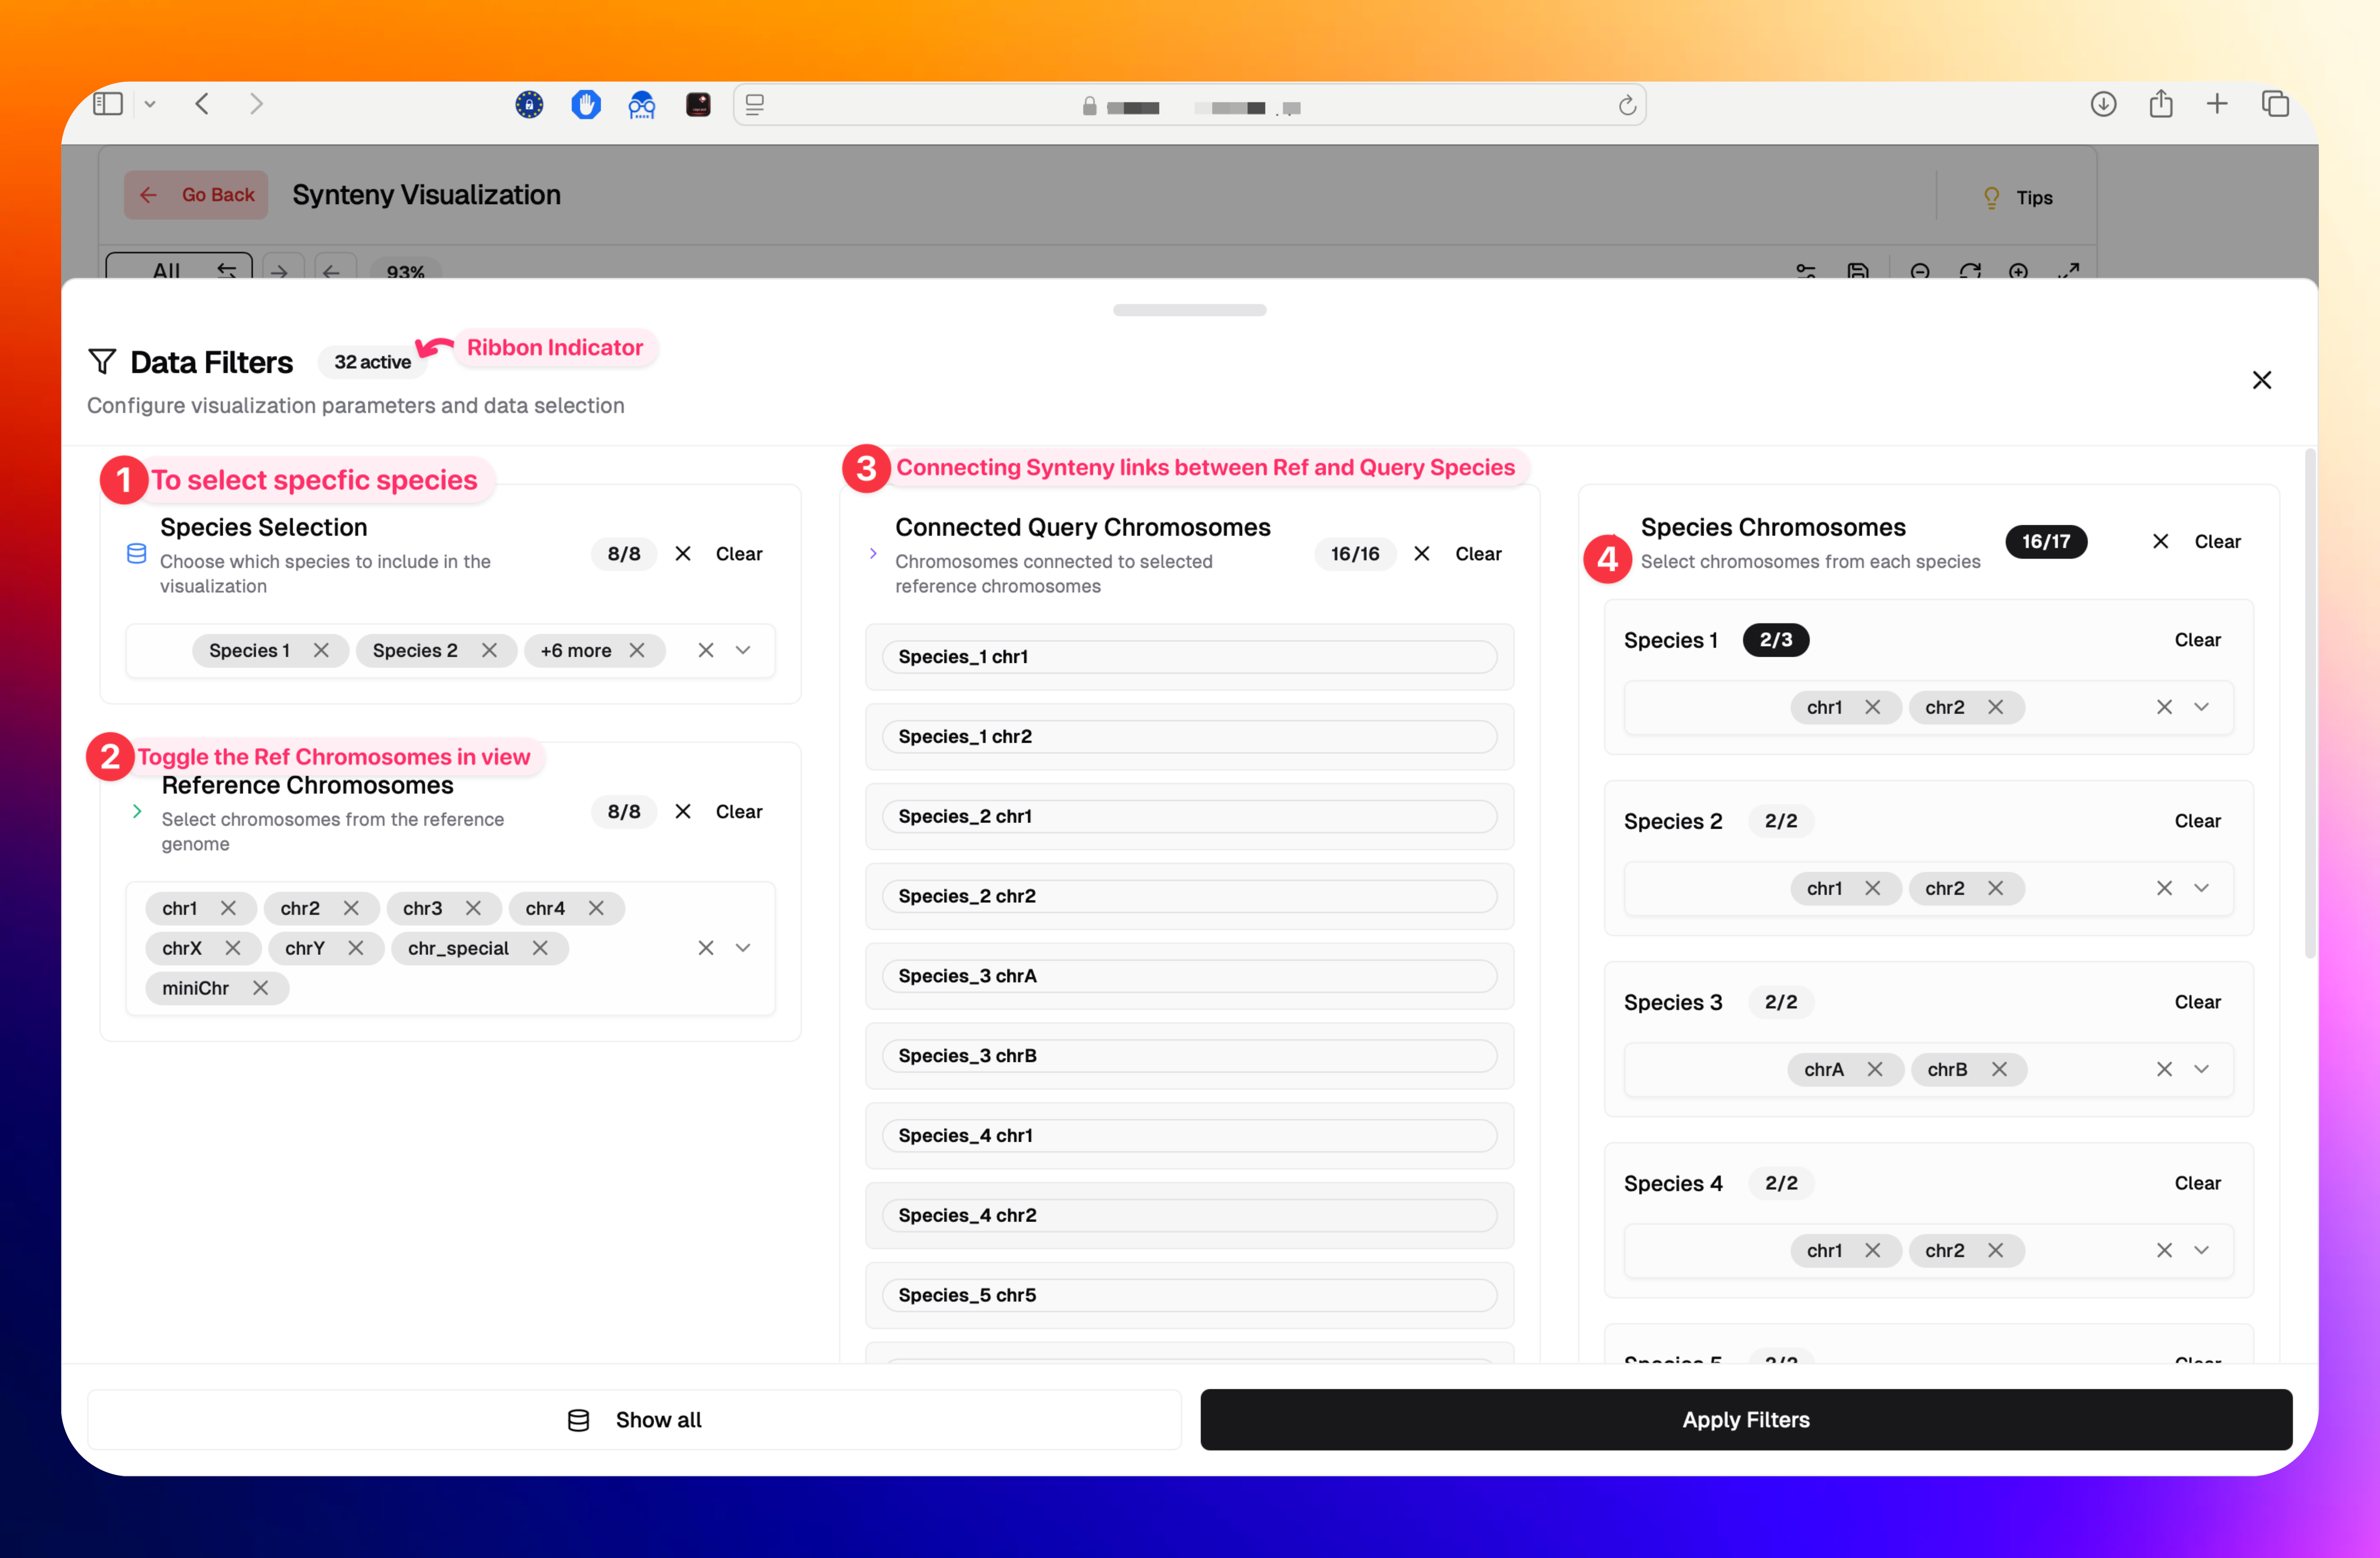 Go Back
Synteny Visualization
Tips
All
93%
Data Filters
32 active
Ribbon Indicator
Configure visualization parameters and data selection
1 To select specfic species
Species Selection
Choose which species to include in the
visualization
8/8
Clear
Species 1
Species 2
+6 more
2 Toggle the Ref Chromosomes in view
Reference Chromosomes
Select chromosomes from the reference
genome
8/8
Clear
chr1
chr2
chr3
chr4
chrX
chrY
chr_special
miniChr
3 Connecting Synteny links between Ref and Query Species
Connected Query Chromosomes
Chromosomes connected to selected
reference chromosomes
16/16
Clear
Species_1 chr1
Species_1 chr2
Species_2 chr1
Species_2 chr2
Species_3 chrA
Species_3 chrB
Species_4 chr1
Species_4 chr2
Species_5 chr5
4
Species Chromosomes
Select chromosomes from each species
16/17
Clear
Species 1
2/3
Clear
chr1
chr2
Species 2
2/2
Clear
chr1
chr2
Species 3
2/2
Clear
chrA
chrB
Species 4
2/2
Clear
chr1
chr2
Species 5
2/2
Clear
Show all
Apply Filters